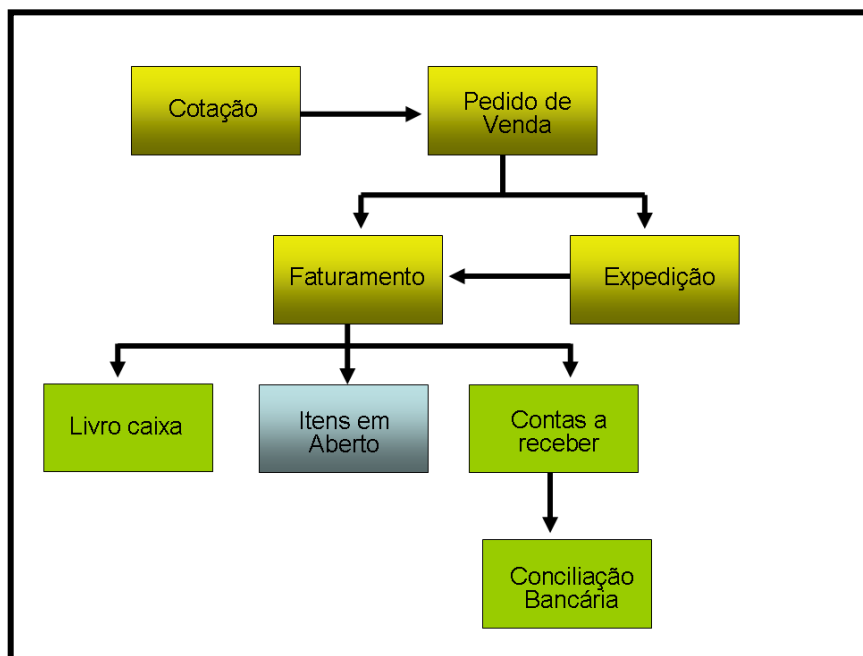 Cotação
Pedido de
Venda
Faturamento
Expedição
Livro caixa
Itens em
Aberto
Contas a
receber
Conciliação
Bancária